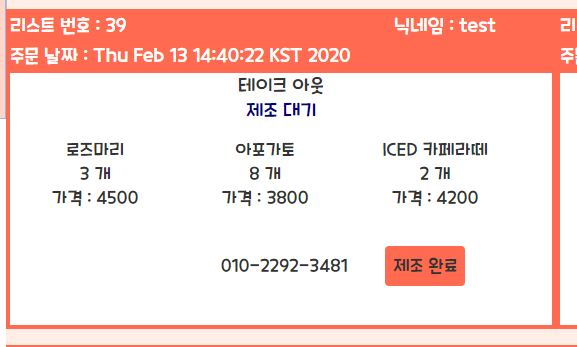 리스트 번호 : 39 닉네임 : test 리
주문 날짜 : Thu Feb 13 14:40:22 KST 2020
테이크 아웃
제조 대기
로즈마리 아포가토 ICED 카페라떼
3 개 8 개 2 개
가격 : 4500 가격 : 3800 가격 : 4200
010-2292-3481 제조 완료